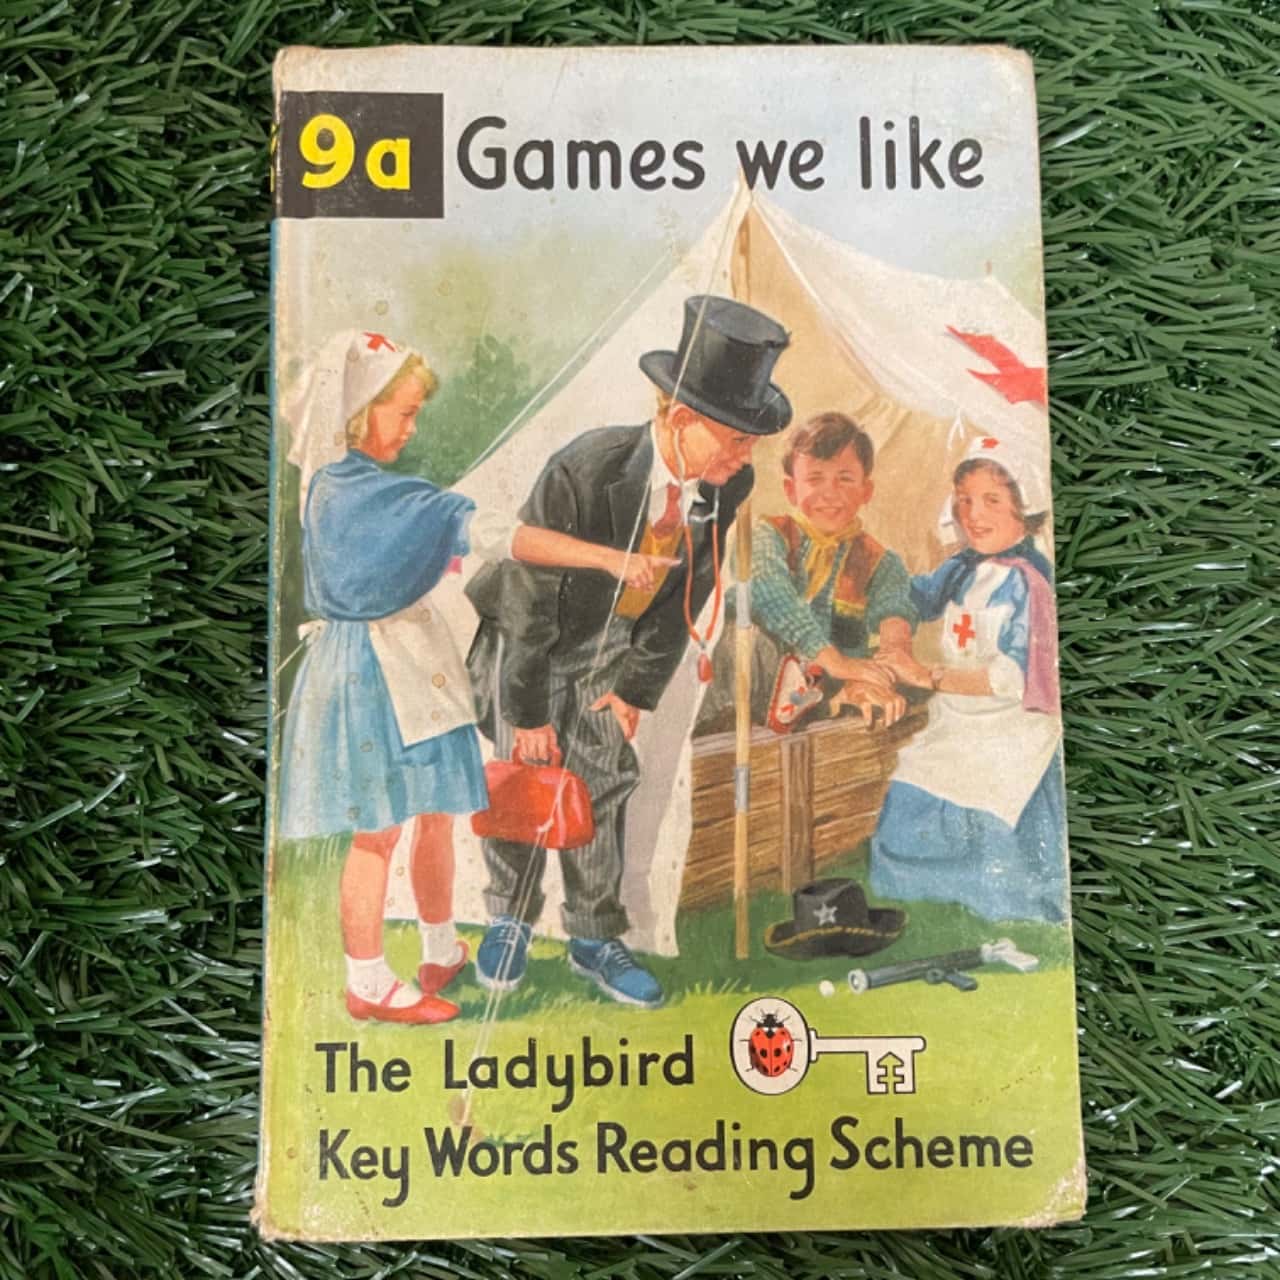 9a Games we like
The Ladybird
Key Words Reading Scheme